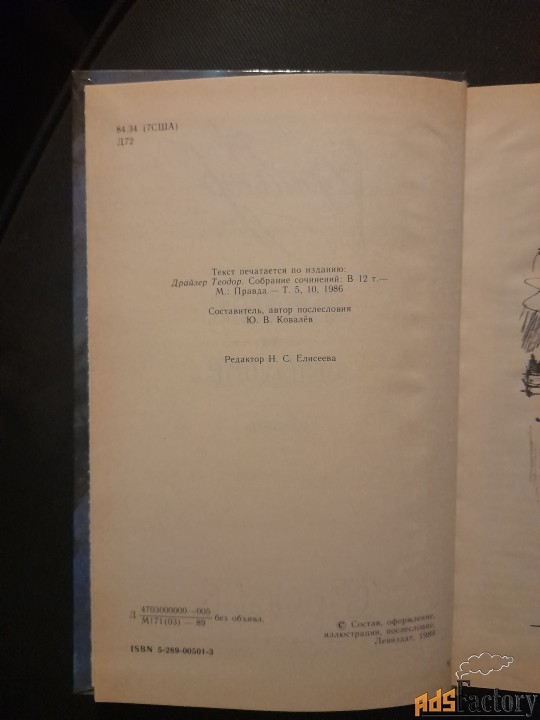 84.34 (7США)
Д72
Текст печатается по изданию:
Драйзер Теодор. Собрание сочинений: В 12 т.—
М.: Правда.— Т. 5, 10, 1986
Составитель, автор послесловия
Ю. В. Ковалёв
Редактор Н. С. Елисеева
Д 4703000000—000 без объявл.
М171(03) — 89
© Состав, оформление,
иллюстрации, послесловие,
Лениздат, 1989
ISBN 5-289-00501-3
AdsFactory